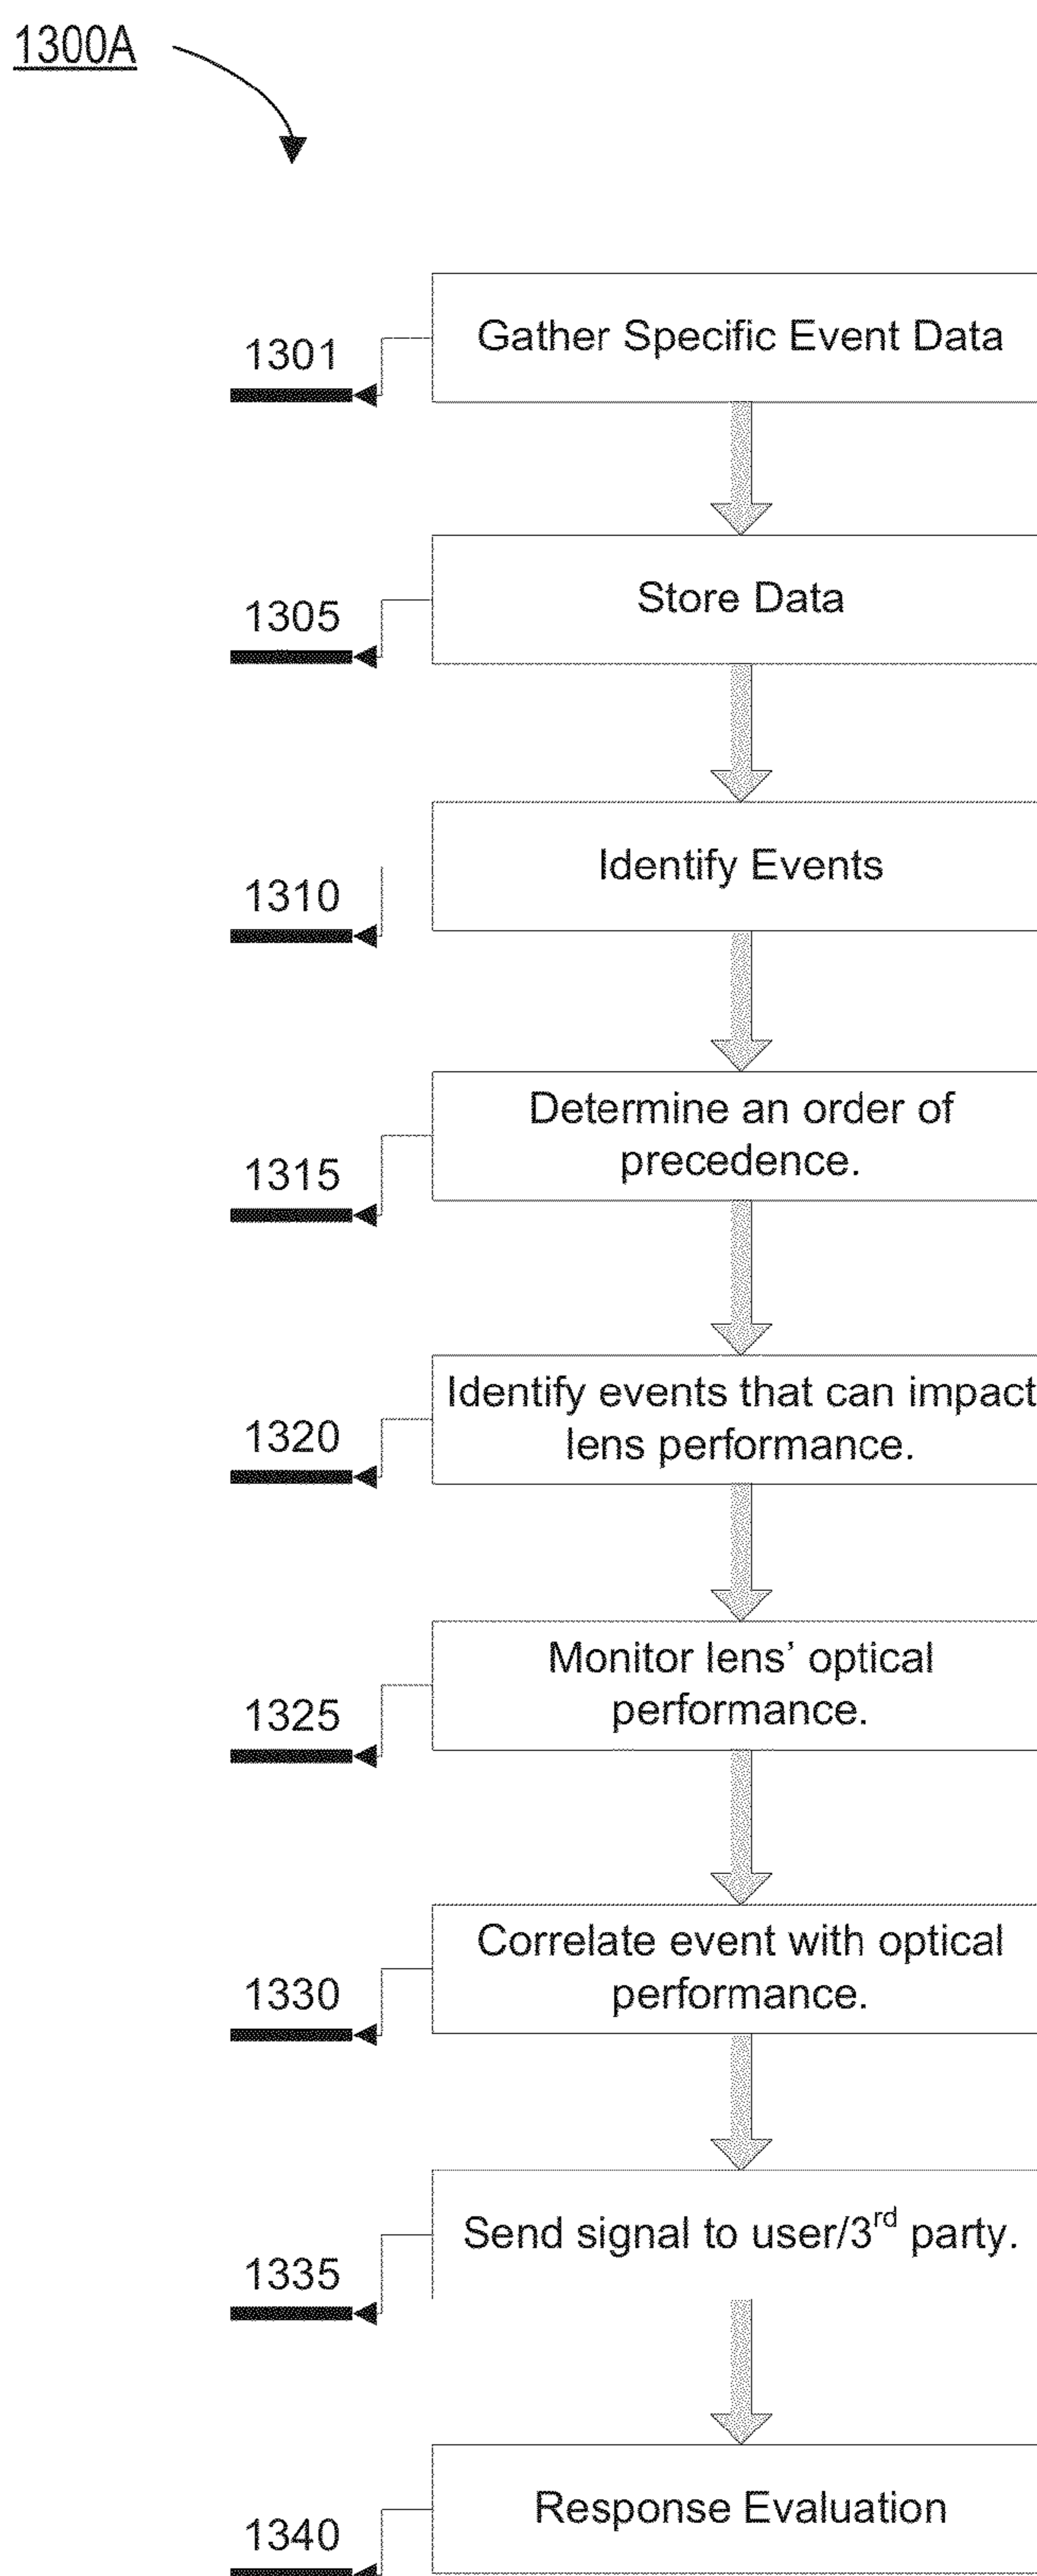 1300A
Gather Specific Event Data
1301
Store Data
1305
Identify Events
1310
Determine an order of
precedence.
1315
Identify events that can impact
lens performance.
1320
Monitor lens’ optical
performance.
1325
Correlate event with optical
performance.
1330
Send signal to user/3rd party.
1335
Response Evaluation
1340